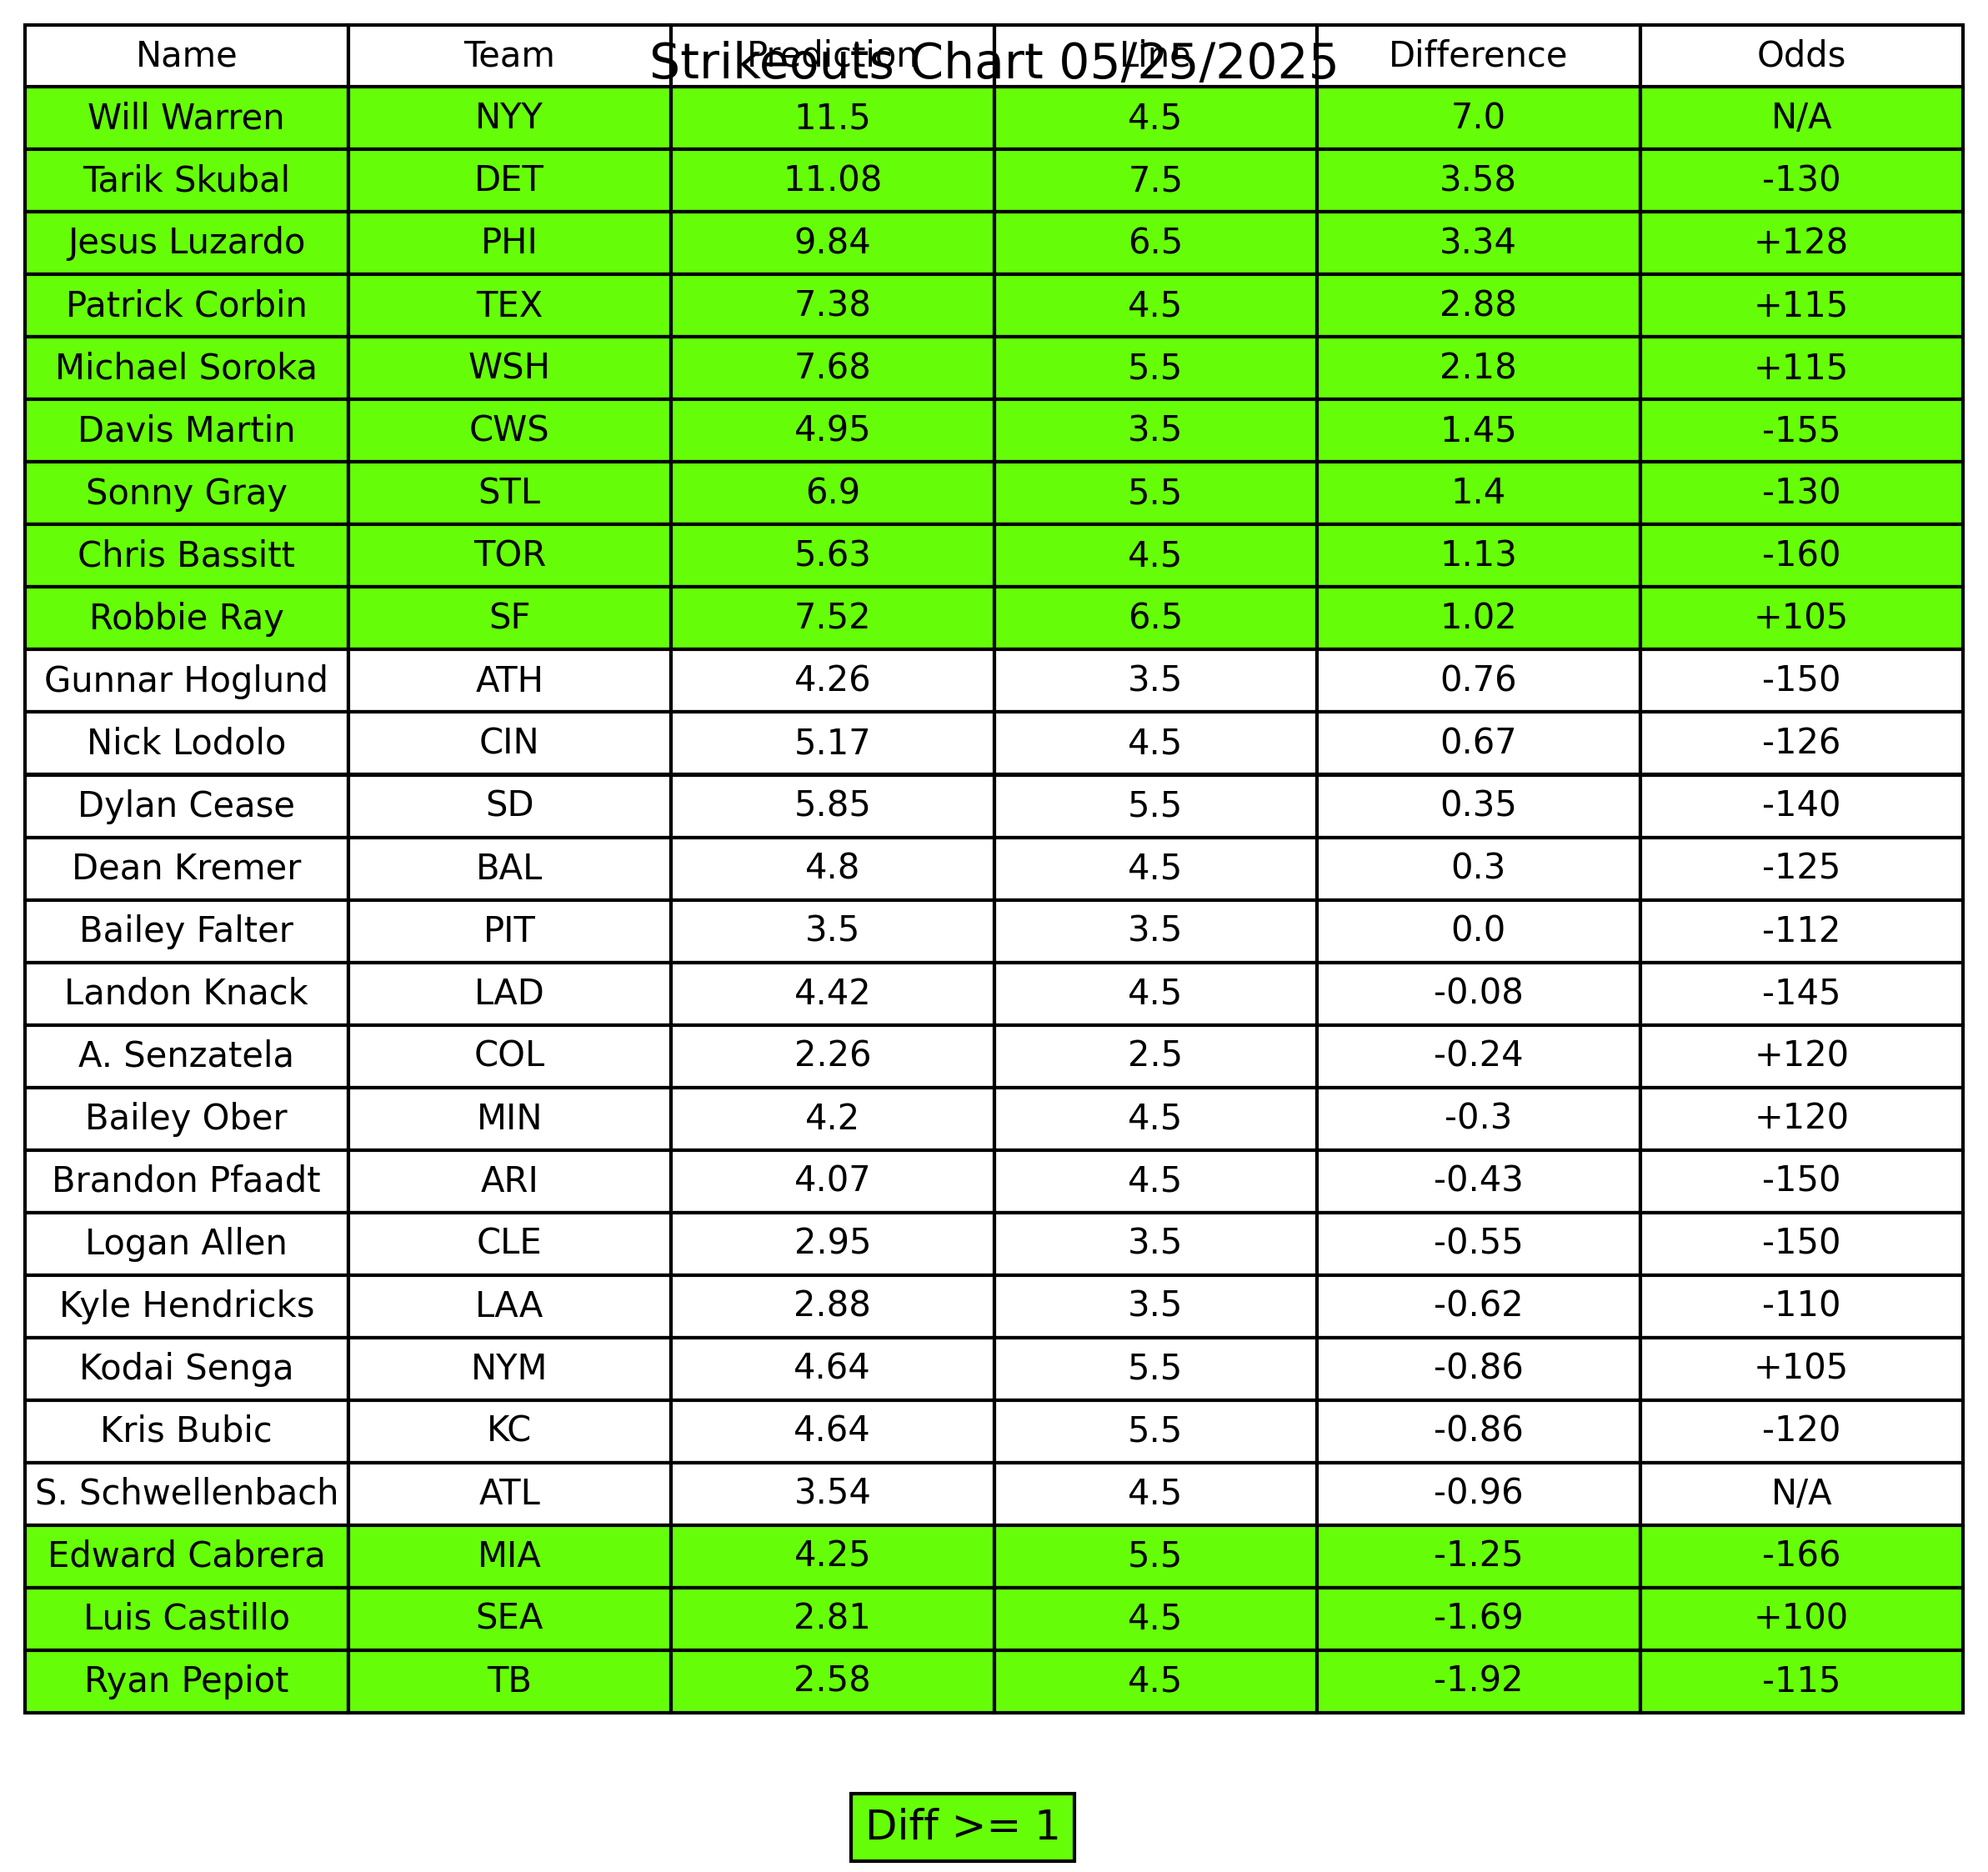 Strikeouts Chart 05/25/2025
Name Team Prediction Line Difference Odds
Will Warren NYY 11.5 4.5 7.0 N/A
Tarik Skubal DET 11.08 7.5 3.58 -130
Jesus Luzardo PHI 9.84 6.5 3.34 +128
Patrick Corbin TEX 7.38 4.5 2.88 +115
Michael Soroka WSH 7.68 5.5 2.18 +115
Davis Martin CWS 4.95 3.5 1.45 -155
Sonny Gray STL 6.9 5.5 1.4 -130
Chris Bassitt TOR 5.63 4.5 1.13 -160
Robbie Ray SF 7.52 6.5 1.02 +105
Gunnar Hoglund ATH 4.26 3.5 0.76 -150
Nick Lodolo CIN 5.17 4.5 0.67 -126
Dylan Cease SD 5.85 5.5 0.35 -140
Dean Kremer BAL 4.8 4.5 0.3 -125
Bailey Falter PIT 3.5 3.5 0.0 -112
Landon Knack LAD 4.42 4.5 -0.08 -145
A. Senzatela COL 2.26 2.5 -0.24 +120
Bailey Ober MIN 4.2 4.5 -0.3 +120
Brandon Pfaadt ARI 4.07 4.5 -0.43 -150
Logan Allen CLE 2.95 3.5 -0.55 -150
Kyle Hendricks LAA 2.88 3.5 -0.62 -110
Kodai Senga NYM 4.64 5.5 -0.86 +105
Kris Bubic KC 4.64 5.5 -0.86 -120
S. Schwellenbach ATL 3.54 4.5 -0.96 N/A
Edward Cabrera MIA 4.25 5.5 -1.25 -166
Luis Castillo SEA 2.81 4.5 -1.69 +100
Ryan Pepiot TB 2.58 4.5 -1.92 -115
Diff >= 1